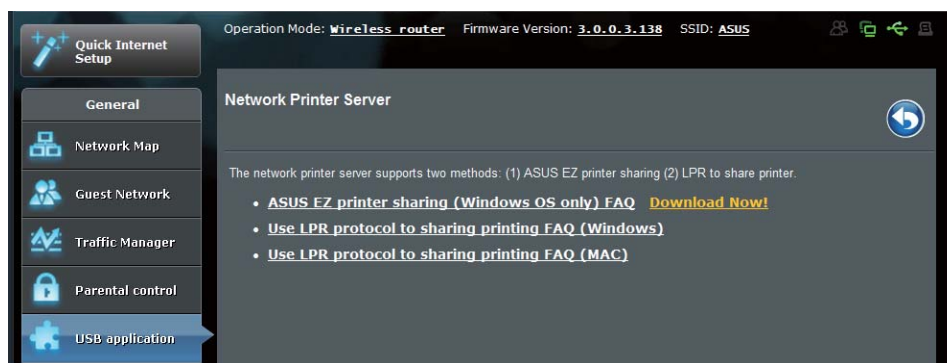 Quick Internet
Setup
Operation Mode: Wireless router Firmware Version: 3.0.0.3.138 SSID: ASUS
General
Network Map
Guest Network
Traffic Manager
Parental control
USB application
Network Printer Server
The network printer server supports two methods: (1) ASUS EZ printer sharing (2) LPR to share printer.
• ASUS EZ printer sharing (Windows OS only) FAQ Download Now!
• Use LPR protocol to sharing printing FAQ (Windows)
• Use LPR protocol to sharing printing FAQ (MAC)